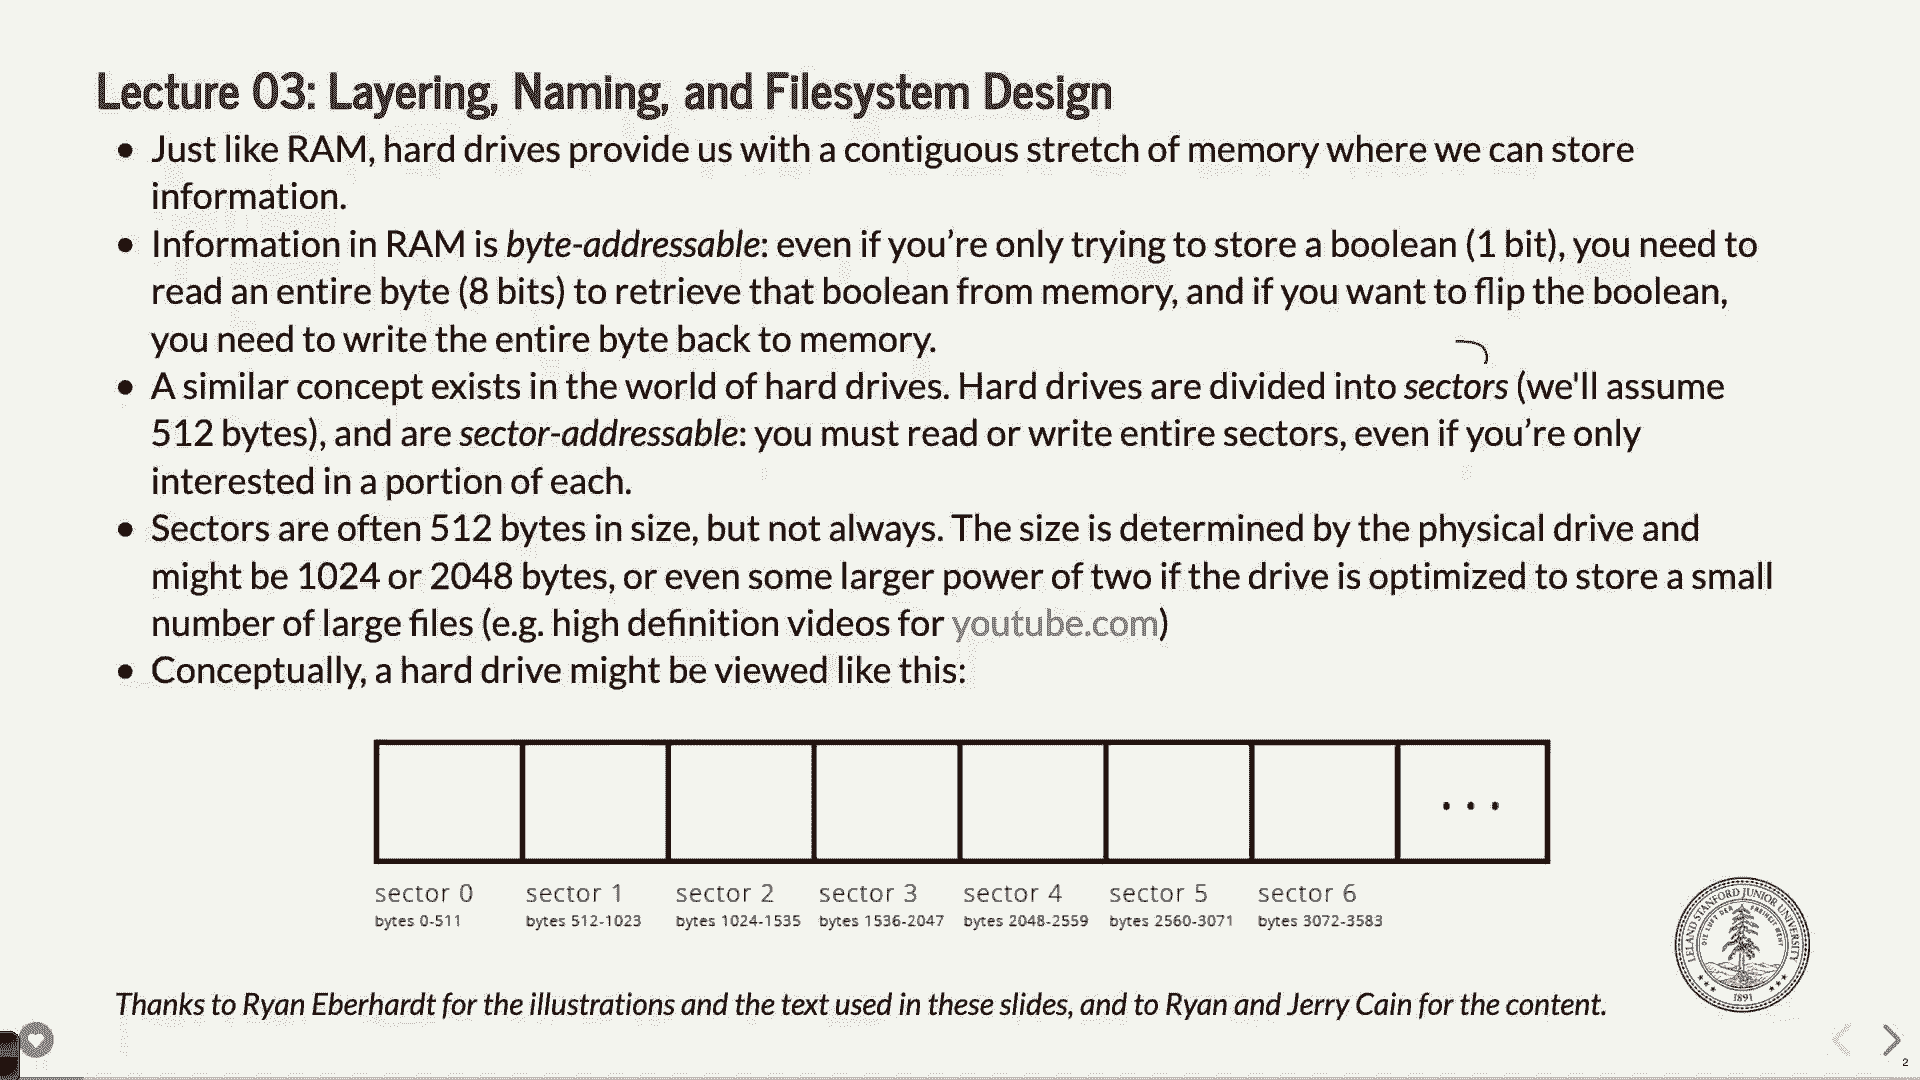 Lecture 03: Layering, Naming, and Filesystem Design
• Just like RAM, hard drives provide us with a contiguous stretch of memory where we can store
information.
• Information in RAM is byte-addressable: even if you’re only trying to store a boolean (1 bit), you need to
read an entire byte (8 bits) to retrieve that boolean from memory, and if you want to flip the boolean,
you need to write the entire byte back to memory.
• A similar concept exists in the world of hard drives. Hard drives are divided into sectors (we'll assume
512 bytes), and are sector-addressable: you must read or write entire sectors, even if you’re only
interested in a portion of each.
• Sectors are often 512 bytes in size, but not always. The size is determined by the physical drive and
might be 1024 or 2048 bytes, or even some larger power of two if the drive is optimized to store a small
number of large files (e.g. high definition videos for youtube.com)
• Conceptually, a hard drive might be viewed like this:
...
sector 0 sector 1 sector 2 sector 3 sector 4 sector 5 sector 6
bytes 0-511 bytes 512-1023 bytes 1024-1535 bytes 1536-2047 bytes 2048-2559 bytes 2560-3071 bytes 3072-3583
LELAND STANFORD JUNIOR UNIVERSITY
DIE LUFT DER FREIHEIT WEHT
1891
Thanks to Ryan Eberhardt for the illustrations and the text used in these slides, and to Ryan and Jerry Cain for the content.
2